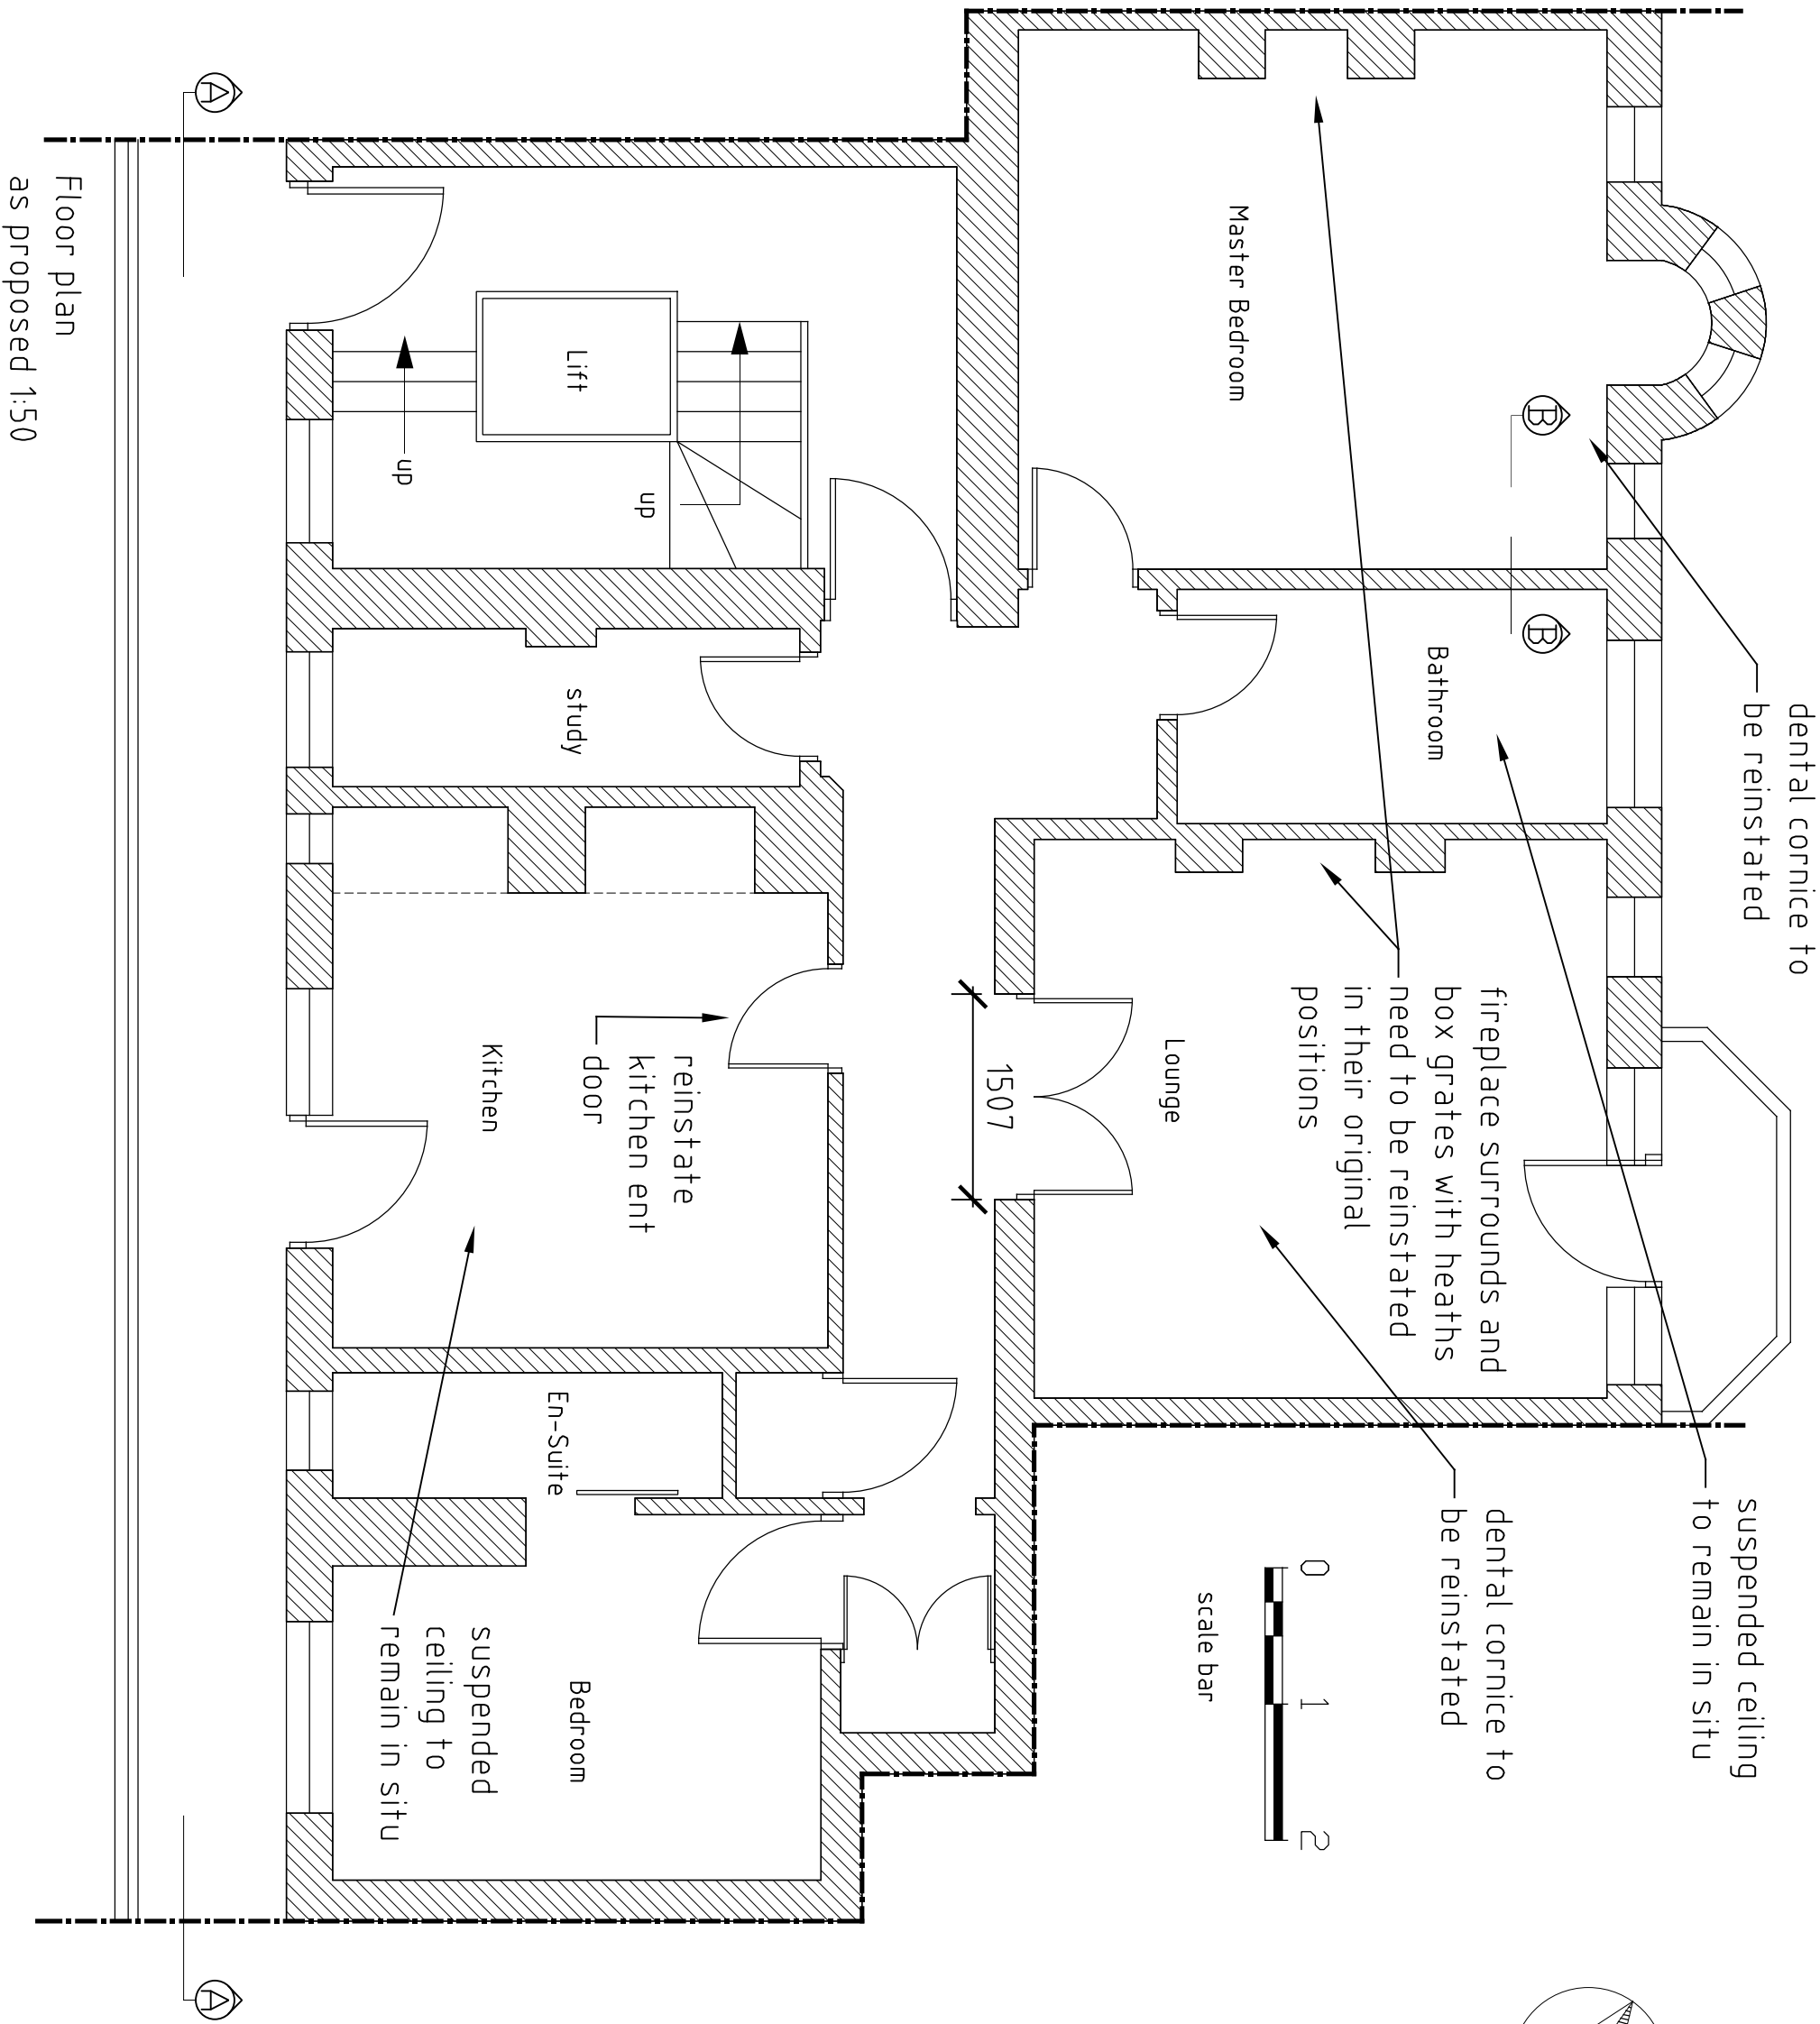 dental cornice to
be reinstated
suspended ceiling
to remain in situ
fireplace surrounds and
box grates with heaths
need to be reinstated
in their original
positions
dental cornice to
be reinstated
B
B
Master Bedroom
Bathroom
Lounge
0 1 2
scale bar
1507
reinstate
kitchen ent
door
Lift
up
up
study
Kitchen
En-Suite
Bedroom
suspended
ceiling to
remain in situ
A
A
Floor plan
as proposed 1:50